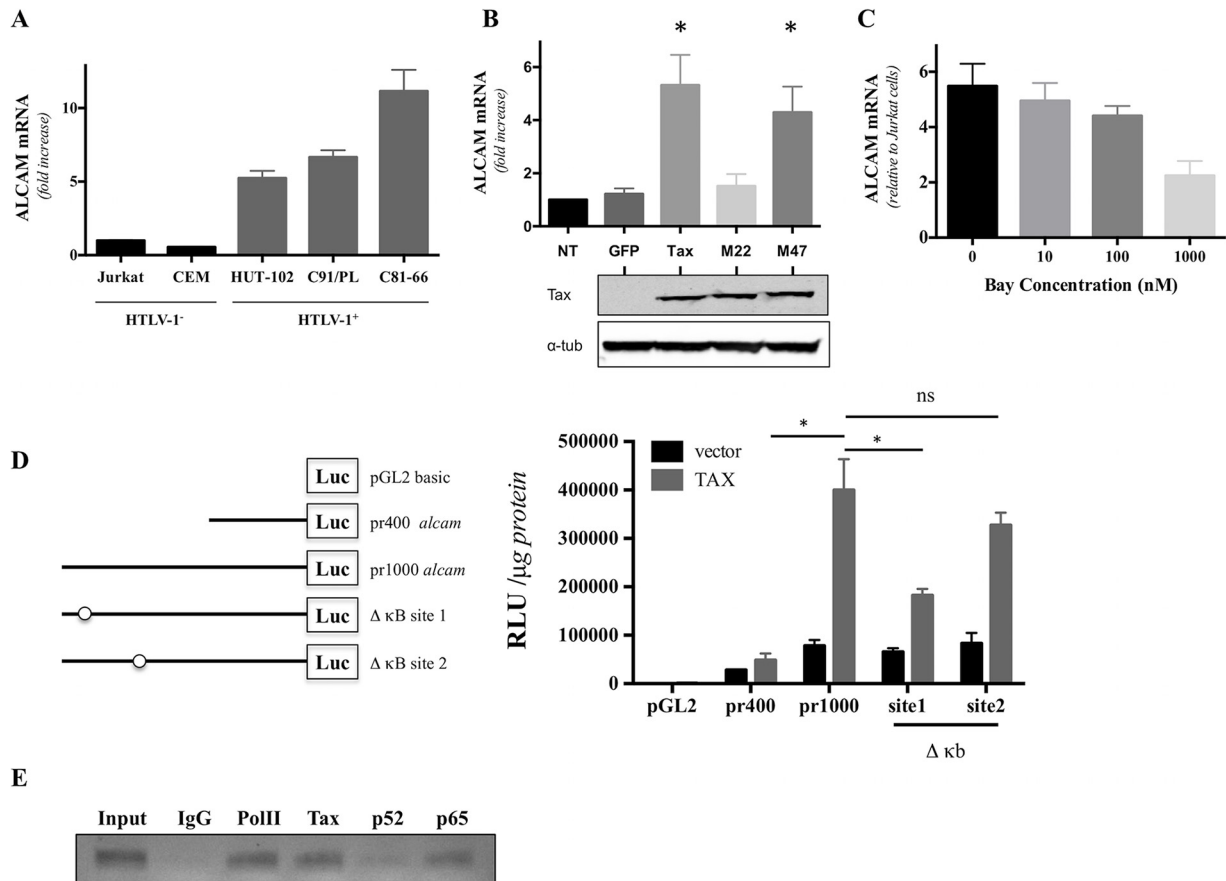 A
ALCAM mRNA
(fold increase)
10
5
0
Jurkat CEM HUT-102 C91/PL C81-66
HTLV-1- HTLV-1+
B
* *
ALCAM mRNA
(fold increase)
6
4
2
0
NT GFP Tax M22 M47
Tax
α-tub
C
ALCAM mRNA
(relative to Jurkat cells)
6
4
2
0
0 10 100 1000
Bay Concentration (nM)
D
Luc pGL2 basic
Luc pr400 alcam
Luc pr1000 alcam
Luc Δ κB site 1
Luc Δ κB site 2
ns
* *
vector
TAX
RLU /µg protein
500000
400000
300000
200000
100000
0
pGL2 pr400 pr1000 site1 site2
Δ κb
E
Input IgG PolII Tax p52 p65